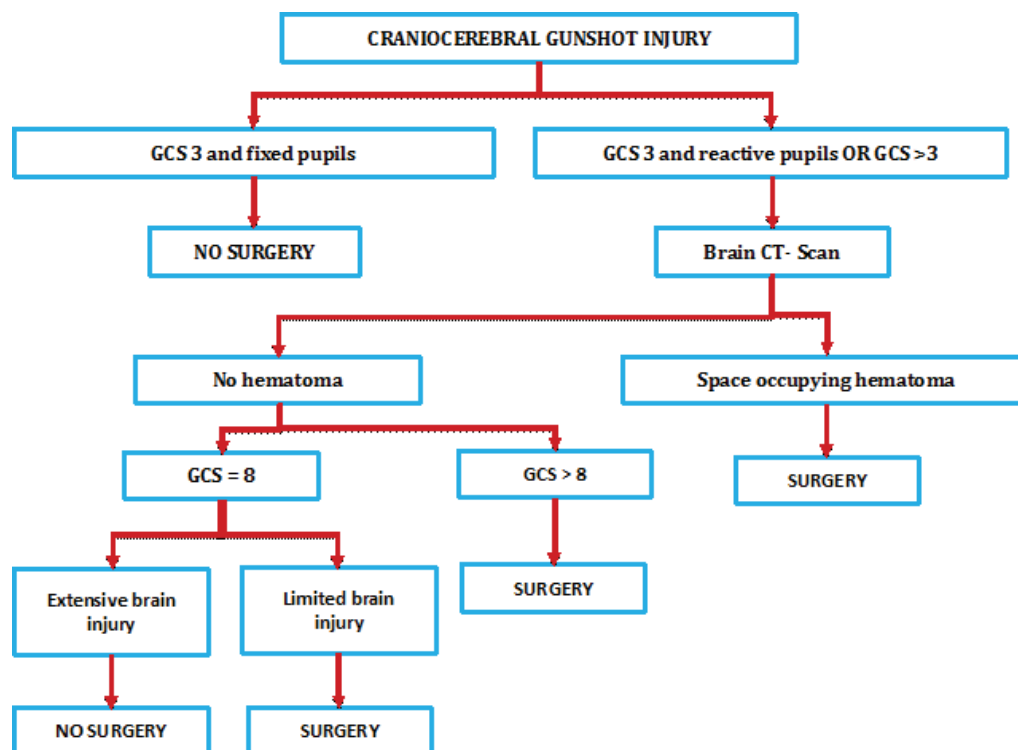 CRANIOCEREBRAL GUNSHOT INJURY
GCS 3 and fixed pupils
GCS 3 and reactive pupils OR GCS >3
NO SURGERY
Brain CT- Scan
No hematoma
Space occupying hematoma
GCS = 8
GCS > 8
SURGERY
Extensive brain
injury
Limited brain
injury
SURGERY
NO SURGERY
SURGERY